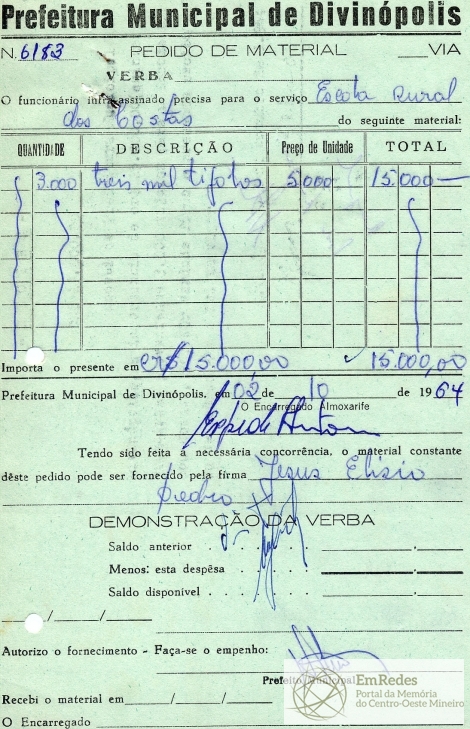 Prefeitura Municipal de Divinópolis
N. 6183 PEDIDO DE MATERIAL VIA
VERBA
O funcionário infra-assinado precisa para o serviço Escola Rural
dos Costas do seguinte material:
QUANTIDADE DESCRIÇÃO Preço de Unidade TOTAL
3.000 tres mil tijolos 5.000 15.000
Importa o presente em CR$ 15.000,00 15.000,00
Prefeitura Municipal de Divinópolis, em 02 de 10 de 1964
O Encarregado Almoxarife
Tendo sido feita a necessária concorrência, o material constante
dêste pedido pode ser fornecido pela firma Jesus Elisio
Pedro
DEMONSTRAÇÃO DA VERBA
Saldo anterior
Menos: esta despêsa
Saldo disponível
Autorizo o fornecimento - Faça-se o empenho:
Prefeito Municipal
Recebi o material em / /
O Encarregado
EmRedes
Portal da Memória
do Centro-Oeste Mineiro